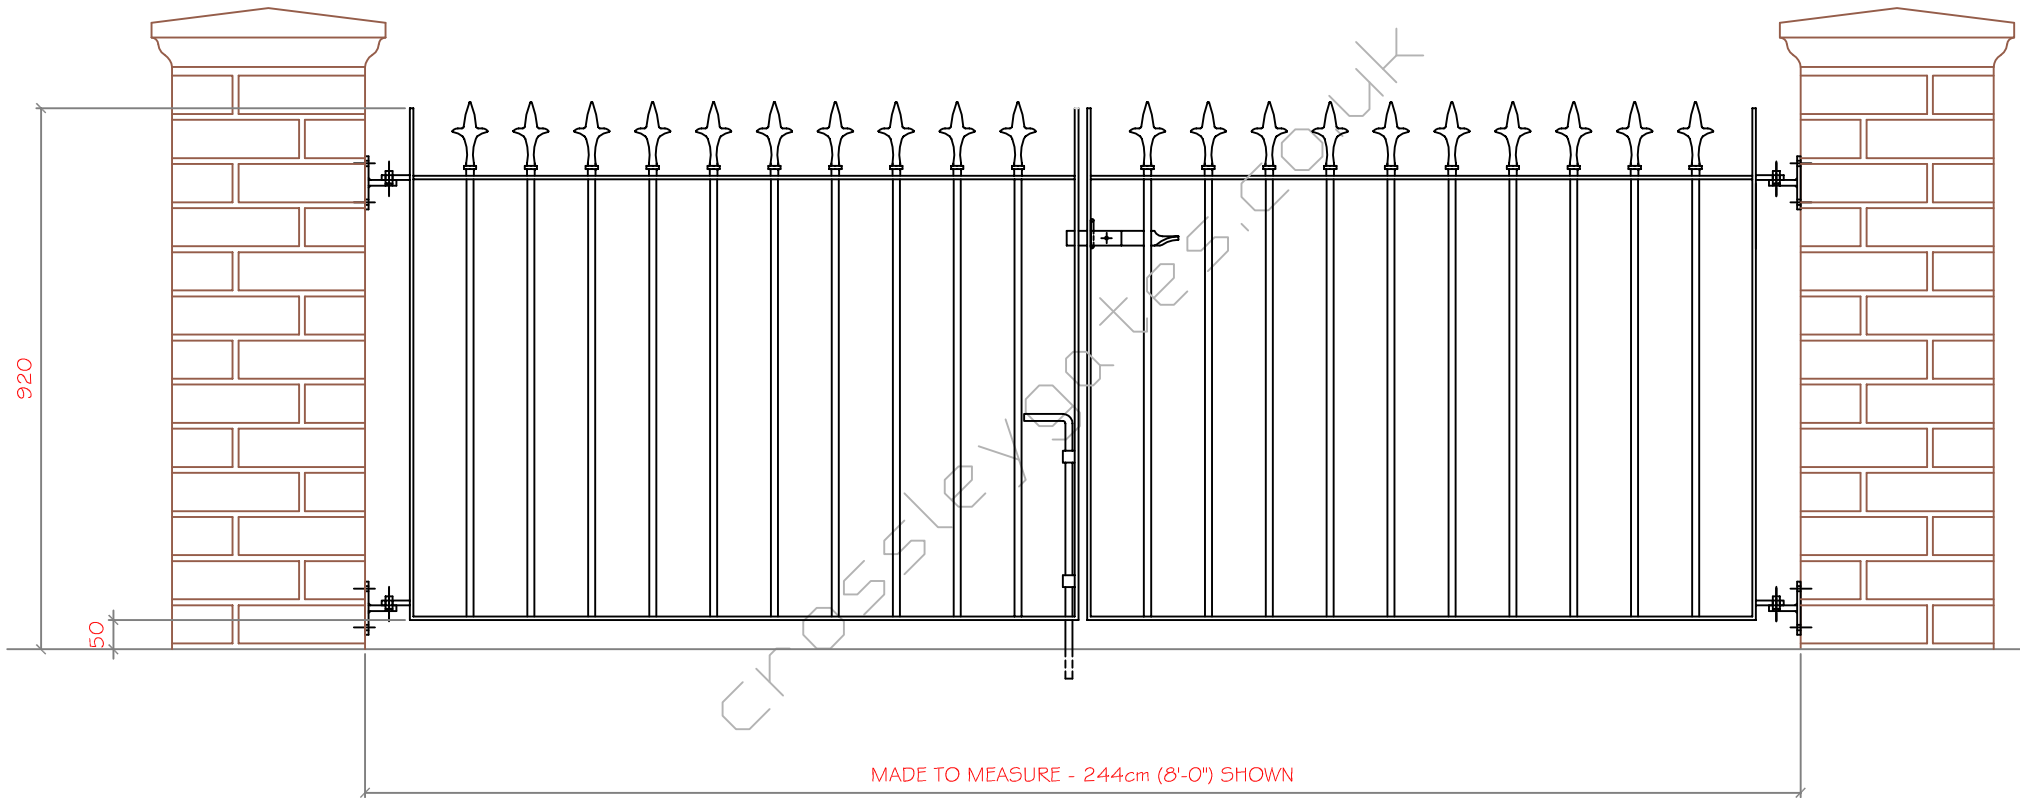 920
50
crossleygates.co.uk
MADE TO MEASURE - 244cm (8'-0") SHOWN